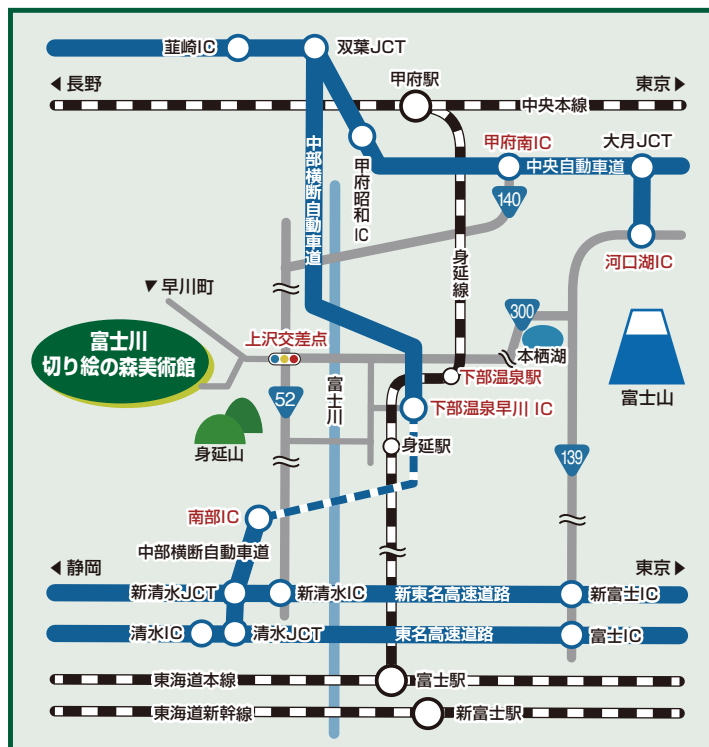 韮崎IC
双葉JCT
甲府駅
長野
東京
中央本線
中部横断自動車道
甲府昭和IC
甲府南IC
大月JCT
中央自動車道
140
身延線
河口湖IC
早川町
300
富士川
切り絵の森美術館
上沢交差点
本栖湖
富士川
下部温泉駅
富士山
52
下部温泉早川 IC
身延山
身延駅
139
南部IC
中部横断自動車道
静岡
東京
新清水JCT
新清水IC
新東名高速道路
新富士IC
清水IC
清水JCT
東名高速道路
富士IC
東海道本線
富士駅
東海道新幹線
新富士駅